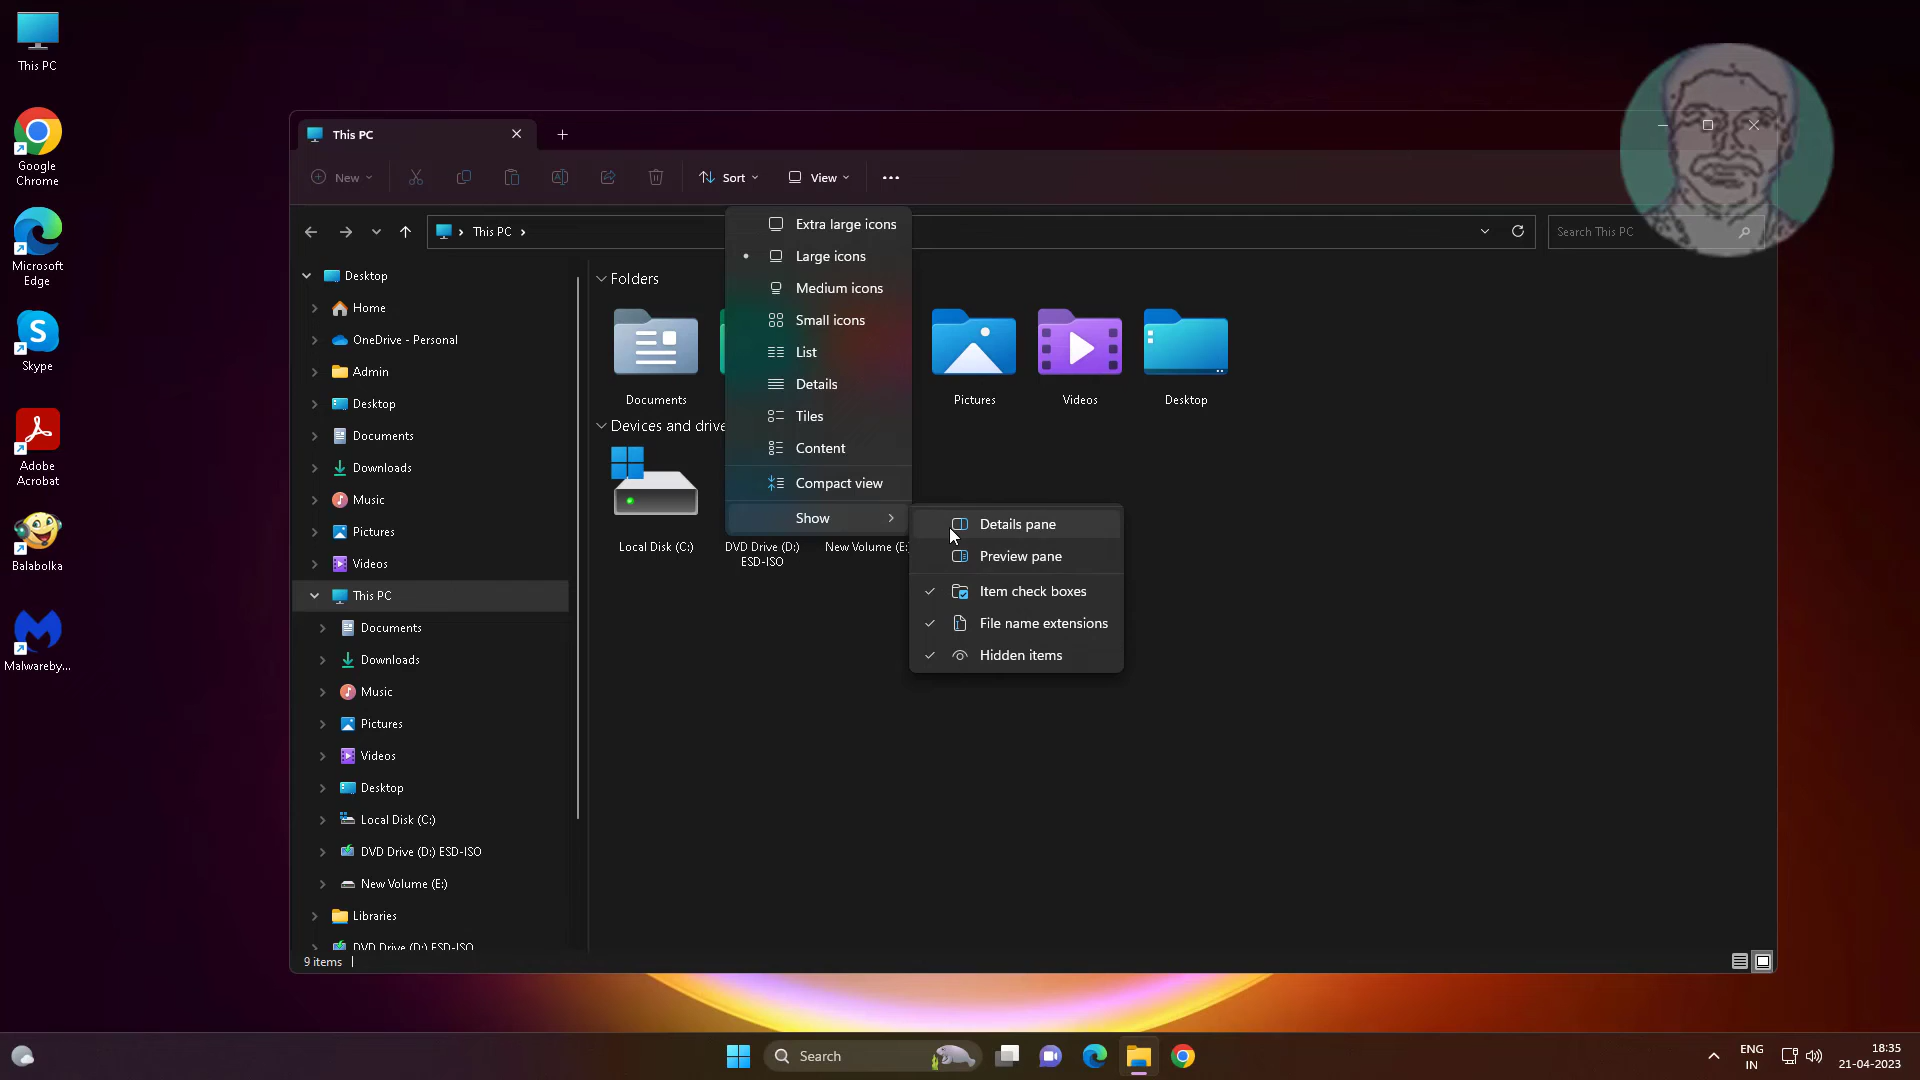 This PC
Google
Chrome
Microsoft
Edge
Skype
Adobe
Acrobat
Balabolka
Malwareby...
This PC
New
Sort
View
This PC
Search This PC
Desktop
Home
OneDrive - Personal
Admin
Desktop
Documents
Downloads
Music
Pictures
Videos
This PC
Documents
Downloads
Music
Pictures
Videos
Desktop
Local Disk (C:)
DVD Drive (D:) ESD-ISO
New Volume (E:)
Libraries
DVD Drive (D:) ESD-ISO
9 items
Folders
Documents
Pictures
Videos
Desktop
Devices and drive
Local Disk (C:)
DVD Drive (D:)
ESD-ISO
New Volume (E:
Extra large icons
Large icons
Medium icons
Small icons
List
Details
Tiles
Content
Compact view
Show
Details pane
Preview pane
Item check boxes
File name extensions
Hidden items
Search
ENG
IN
18:35
21-04-2023